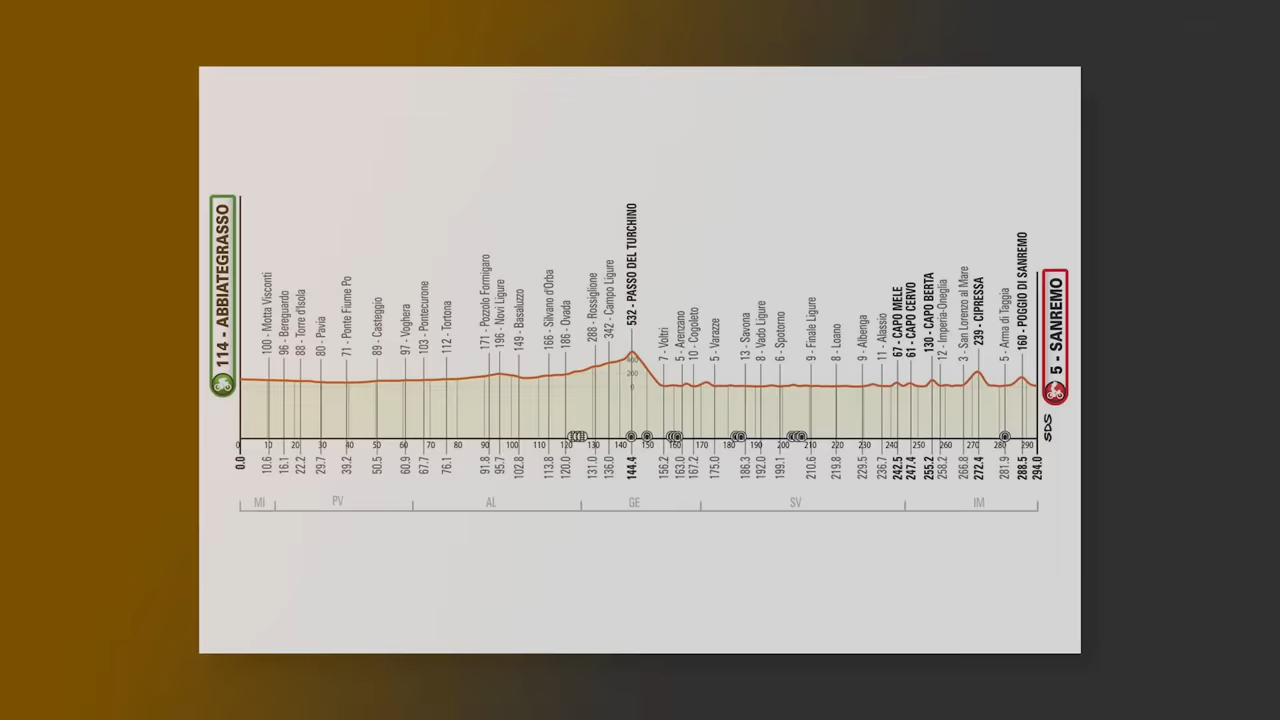 114 - ABBIATEGRASSO
100 - Motta Visconti
96 - Bereguardo
88 - Torre d'Isola
80 - Pavia
71 - Ponte Fiume Po
89 - Casteggio
97 - Voghera
103 - Pontecurone
112 - Tortona
171 - Pozzolo Formigaro
196 - Novi Ligure
149 - Basaluzzo
166 - Silvano d'Orba
186 - Ovada
288 - Rossiglione
342 - Campo Ligure
532 - PASSO DEL TURCHINO
7 - Voltri
5 - Arenzano
10 - Cogoleto
5 - Varazze
13 - Savona
8 - Vado Ligure
6 - Spotorno
9 - Finale Ligure
8 - Loano
9 - Albenga
11 - Alassio
67 - CAPO MELE
61 - CAPO CERVO
130 - CAPO BERTA
12 - Imperia-Oneglia
3 - San Lorenzo al Mare
239 - CIPRESSA
5 - Arma di Taggia
160 - POGGIO DI SANREMO
5 - SANREMO
400
200
0
SDS
0 10 20 30 40 50 60 70 80 90 100 110 120 130 140 150 160 170 180 190 200 210 220 230 240 250 260 270 280 290
0.0 10.6 16.1 22.2 29.7 39.2 50.5 60.9 67.7 76.1 91.8 95.7 102.8 113.8 120.0 131.0 136.0 144.4 156.2 163.0 167.2 175.0 186.3 192.0 199.1 210.6 219.8 229.5 236.7 242.5 247.4 255.2 258.2 266.8 272.4 281.9 288.5 294.0
MI PV AL GE SV IM